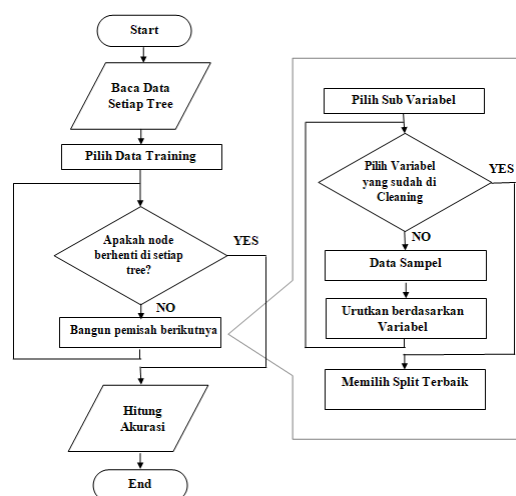 Start
Baca Data
Setiap Tree
Pilih Data Training
Apakah node
berhenti di setiap
tree?
YES
NO
Bangun pemisah berikutnya
Hitung
Akurasi
End
Pilih Sub Variabel
Pilih Variabel
yang sudah di
Cleaning
YES
NO
Data Sampel
Urutkan berdasarkan
Variabel
Memilih Split Terbaik